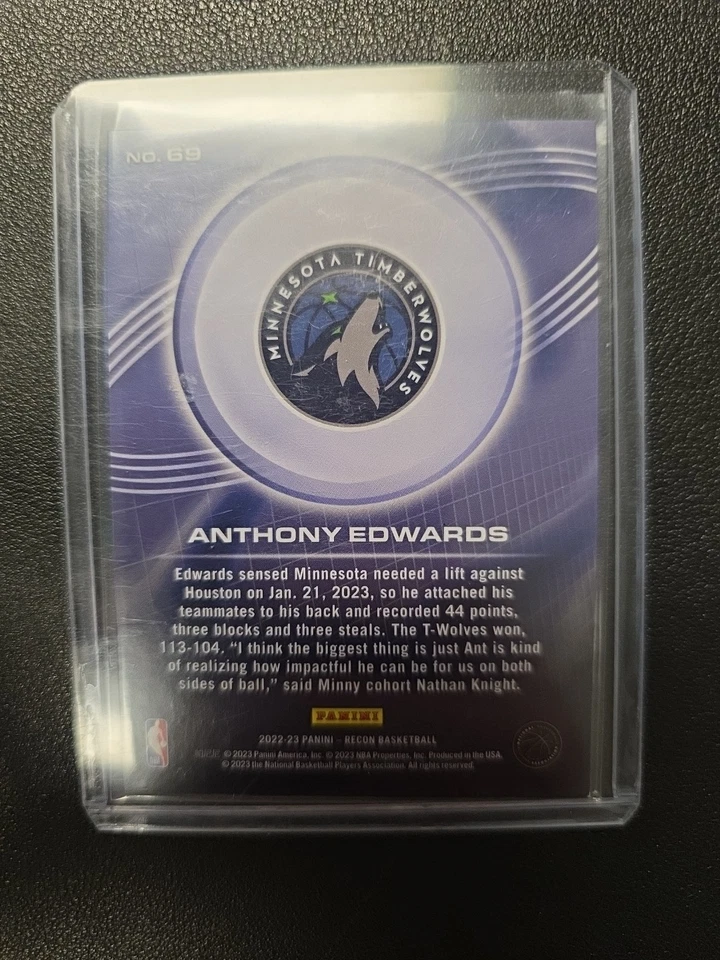 NO. 69
MINNESOTA TIMBERWOLVES
ANTHONY EDWARDS
Edwards sensed Minnesota needed a lift against
Houston on Jan. 21, 2023, so he attached his
teammates to his back and recorded 44 points,
three blocks and three steals. The T-Wolves won,
113-104. “I think the biggest thing is just Ant is kind
of realizing how impactful he can be for us on both
sides of ball,” said Minny cohort Nathan Knight.
PANINI
2022-23 PANINI – RECON BASKETBALL
© 2023 Panini America, Inc. © 2023 NBA Properties, Inc. Produced in the USA.
© 2023 the National Basketball Players Association. All rights reserved.